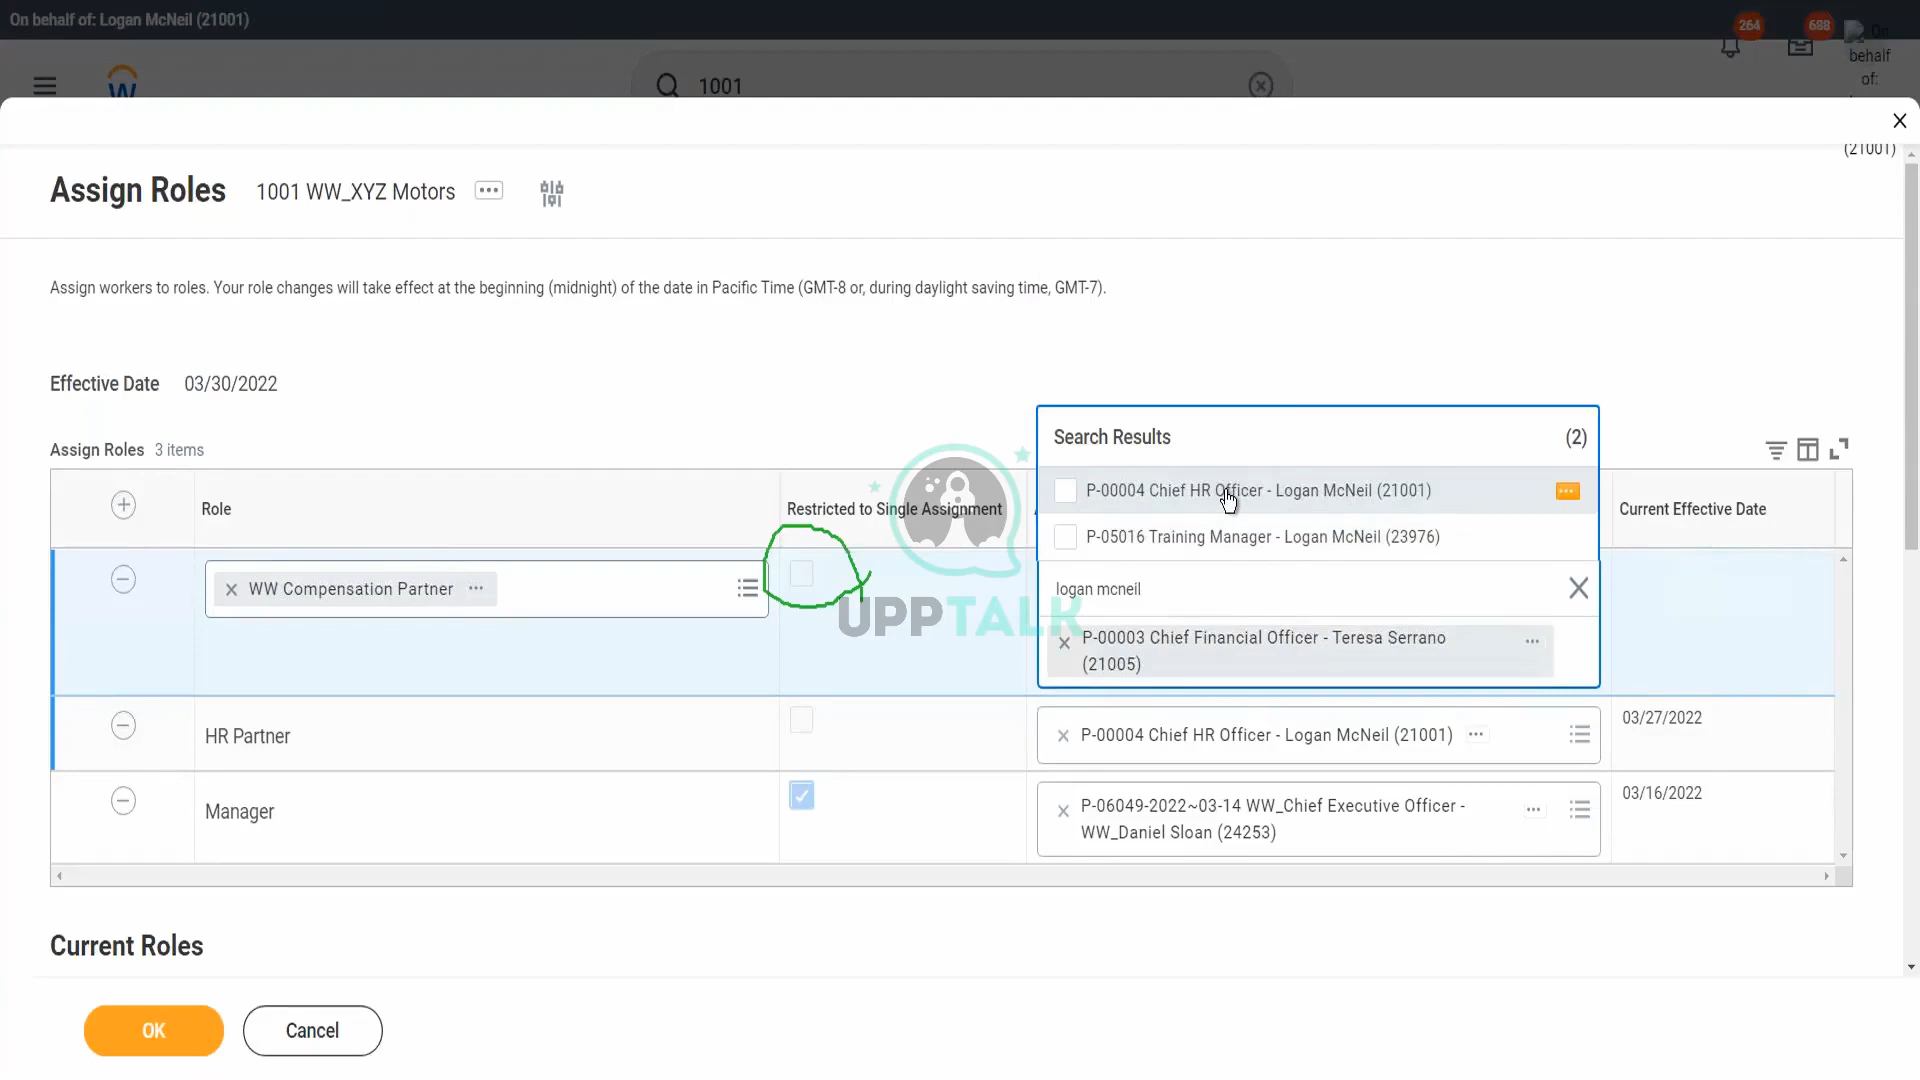 On behalf of: Logan McNeil (21001)
264
688
On
behalf
of:
1001
(21001)
Assign Roles 1001 WW_XYZ Motors
Assign workers to roles. Your role changes will take effect at the beginning (midnight) of the date in Pacific Time (GMT-8 or, during daylight saving time, GMT-7).
Effective Date 03/30/2022
Assign Roles 3 items
Search Results (2)
P-00004 Chief HR Officer - Logan McNeil (21001)
P-05016 Training Manager - Logan McNeil (23976)
Role Restricted to Single Assignment Current Effective Date
WW Compensation Partner
logan mcneil
P-00003 Chief Financial Officer - Teresa Serrano
(21005)
UPPTALK
HR Partner P-00004 Chief HR Officer - Logan McNeil (21001) 03/27/2022
Manager P-06049-2022~03-14 WW_Chief Executive Officer - 03/16/2022
WW_Daniel Sloan (24253)
Current Roles
OK Cancel